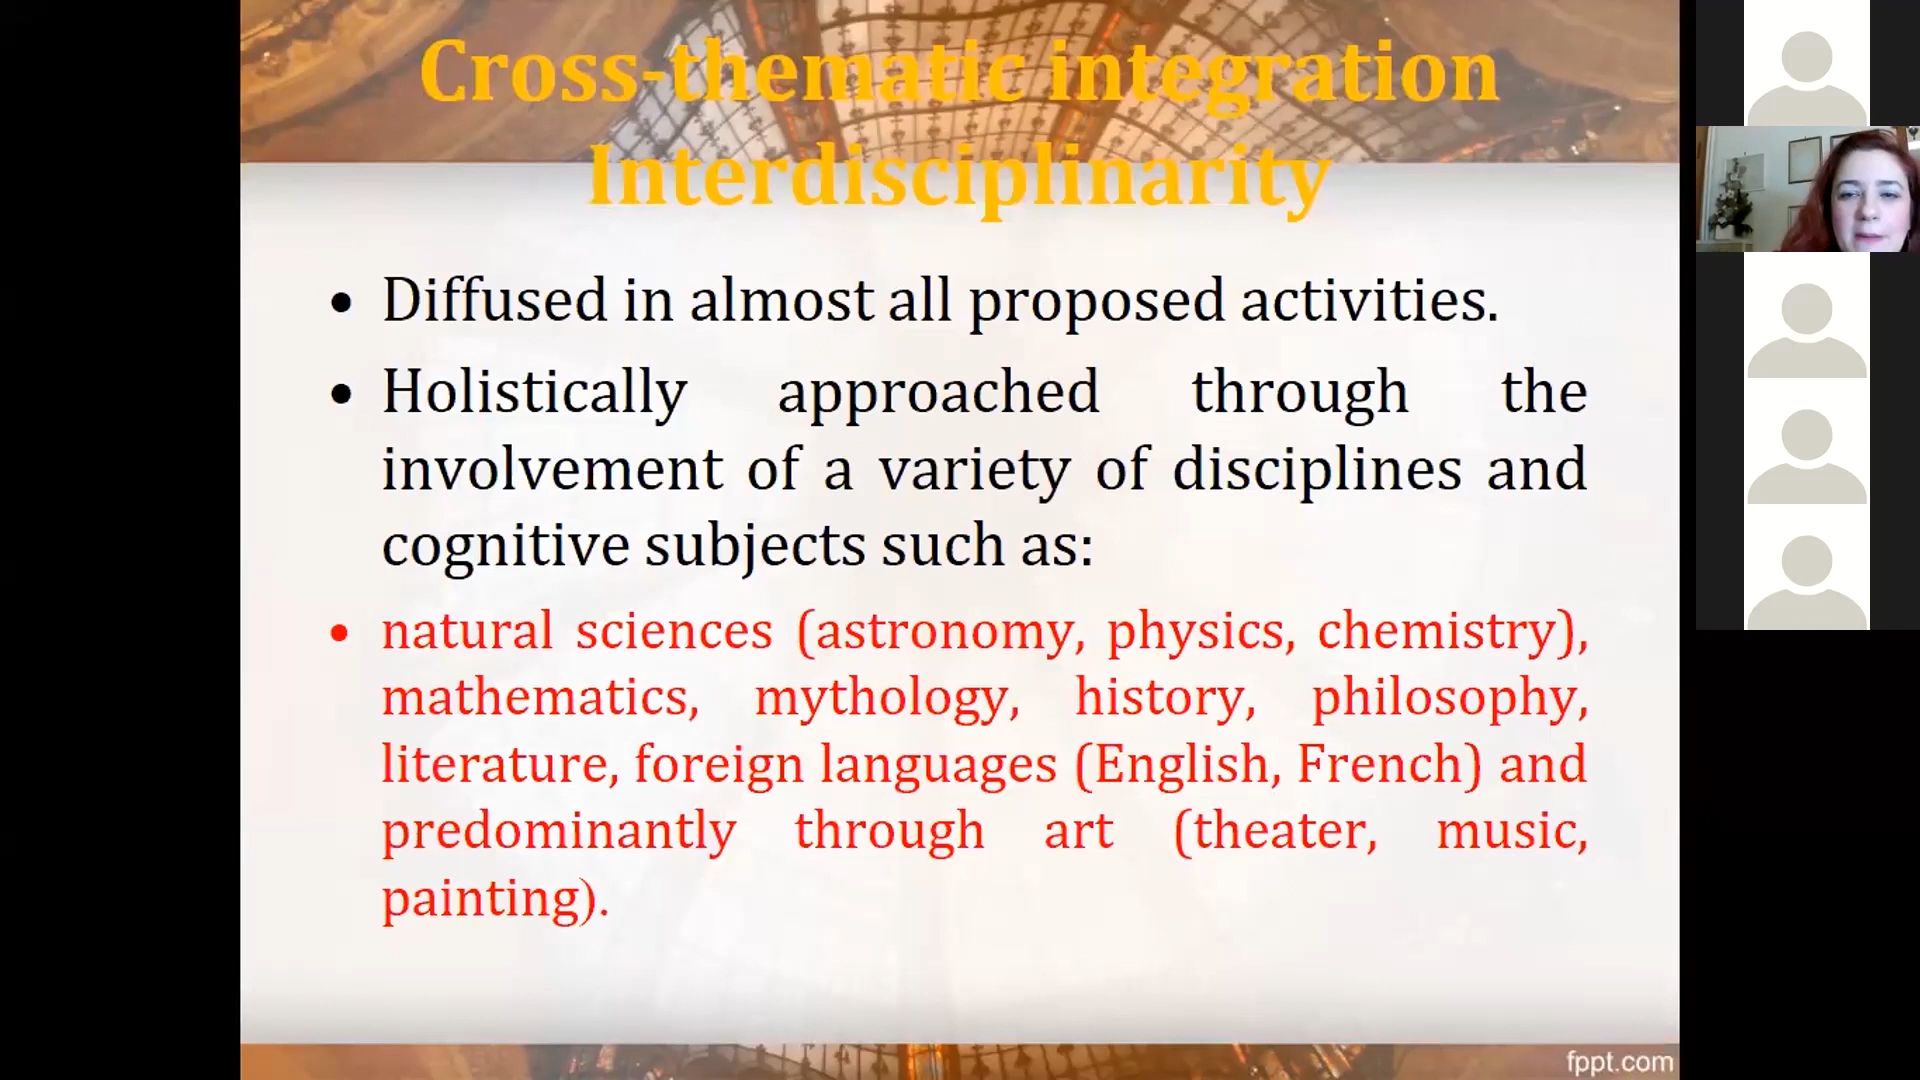 Cross-thematic integration
Interdisciplinarity
• Diffused in almost all proposed activities.
• Holistically approached through the
involvement of a variety of disciplines and
cognitive subjects such as:
• natural sciences (astronomy, physics, chemistry),
mathematics, mythology, history, philosophy,
literature, foreign languages (English, French) and
predominantly through art (theater, music,
painting).
fppt.com